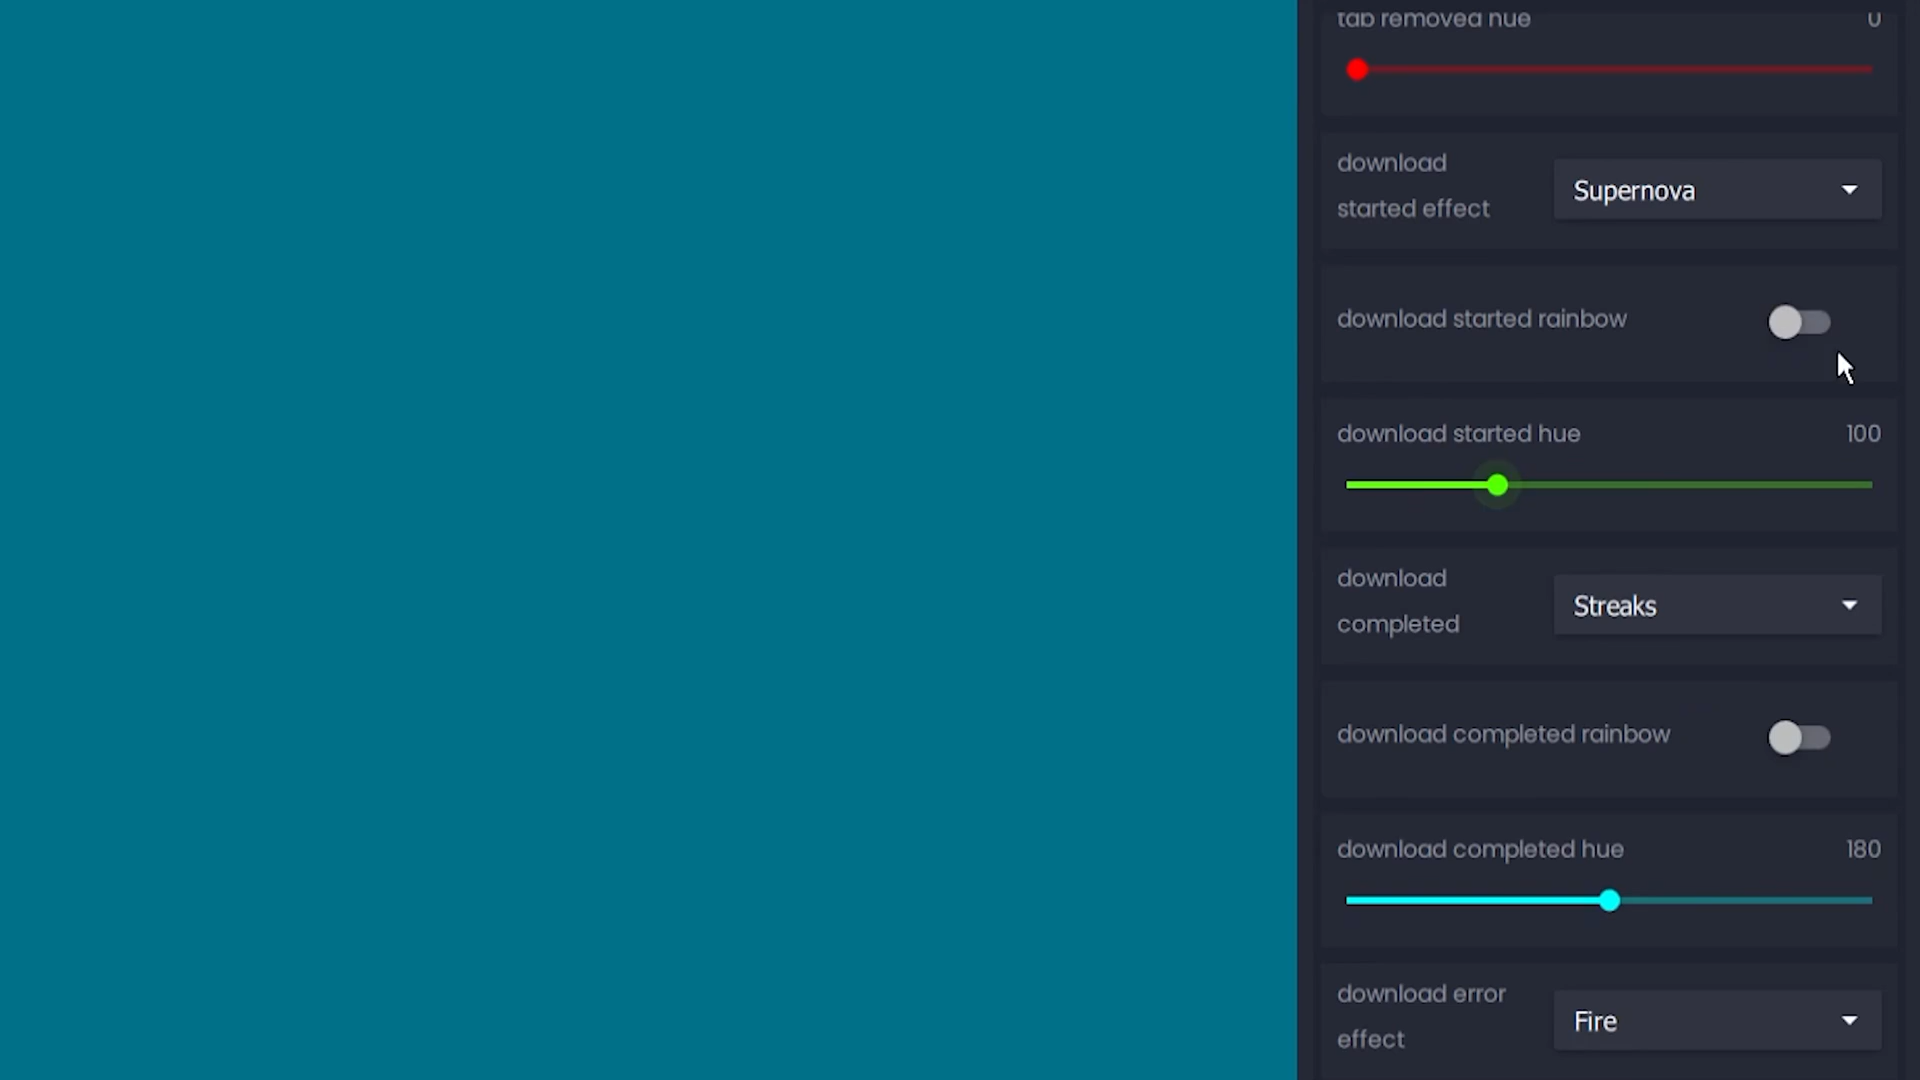 tab removed hue 0
download
started effect
Supernova
download started rainbow
download started hue 100
download
completed
Streaks
download completed rainbow
download completed hue 180
download error
effect
Fire